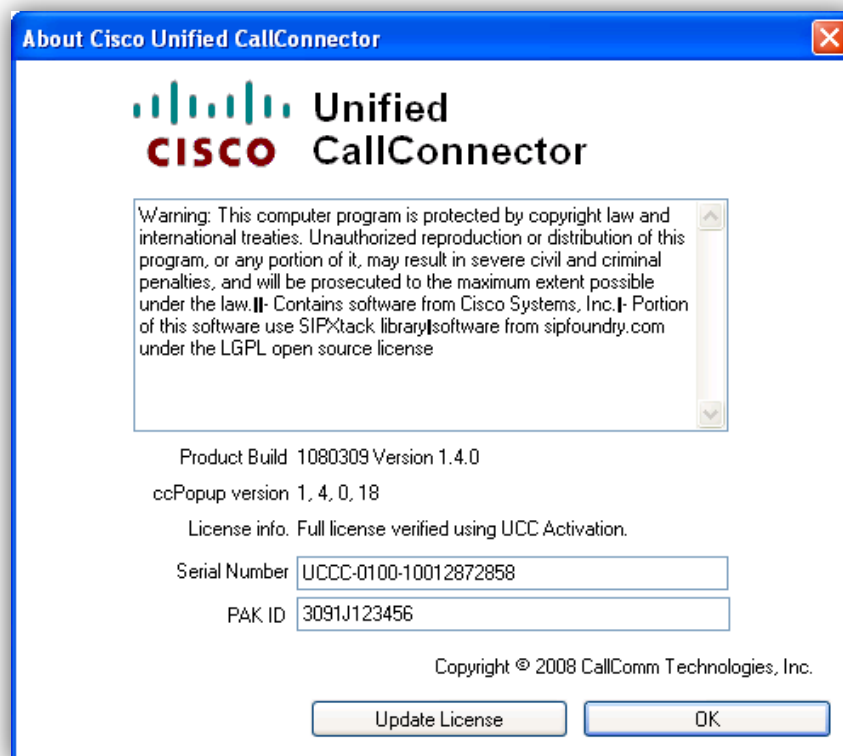 About Cisco Unified CallConnector
CISCO
Unified
CallConnector
Warning: This computer program is protected by copyright law and
international treaties. Unauthorized reproduction or distribution of this
program, or any portion of it, may result in severe civil and criminal
penalties, and will be prosecuted to the maximum extent possible
under the law.||- Contains software from Cisco Systems, Inc.|- Portion
of this software use SIPXtack library|software from sipfoundry.com
under the LGPL open source license
Product Build 1080309 Version 1.4.0
ccPopup version 1, 4, 0, 18
License info. Full license verified using UCC Activation.
Serial Number UCCC-0100-10012872858
PAK ID 3091J123456
Copyright © 2008 CallComm Technologies, Inc.
Update License
OK